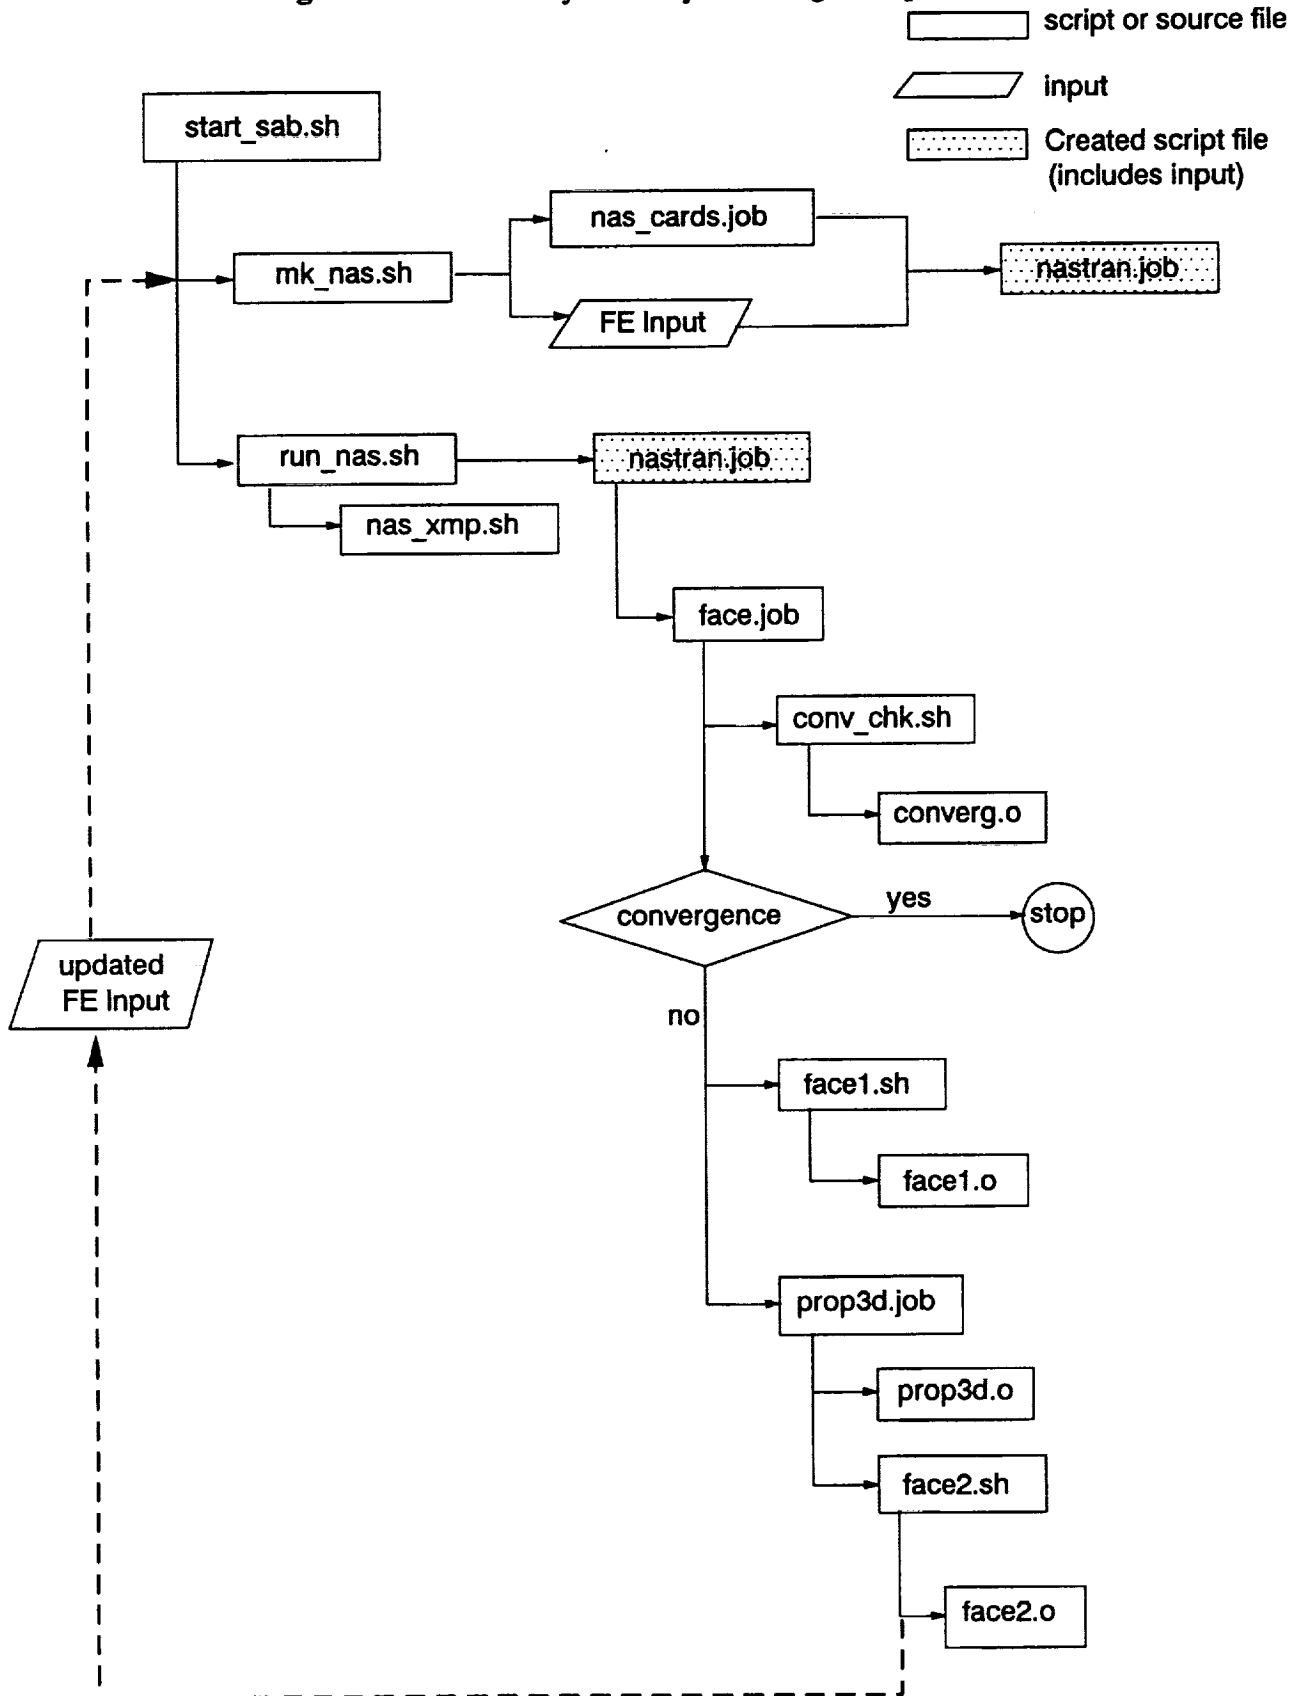 script or source file
input
Created script file
(includes input)
start_sab.sh
nas_cards.job
mk_nas.sh
nastran.job
FE Input
run_nas.sh
nastran.job
nas_xmp.sh
face.job
conv_chk.sh
converg.o
convergence
yes
stop
updated
FE Input
no
face1.sh
face1.o
prop3d.job
prop3d.o
face2.sh
face2.o